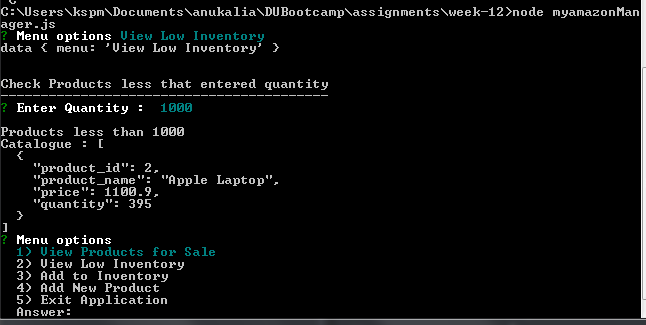 C:\Users\kspm\Documents\anukalia\DUBootcamp\assignments\week-12>node myamazonMan
ager.js
? Menu options View Low Inventory
data { menu: 'View Low Inventory' }
Check Products less that entered quantity
-----------------------------------------
? Enter Quantity :  1000
Products less than 1000
Catalogue : [
  {
    "product_id": 2,
    "product_name": "Apple Laptop",
    "price": 1100.9,
    "quantity": 395
  }
]
? Menu options
  1) View Products for Sale
  2) View Low Inventory
  3) Add to Inventory
  4) Add New Product
  5) Exit Application
  Answer: